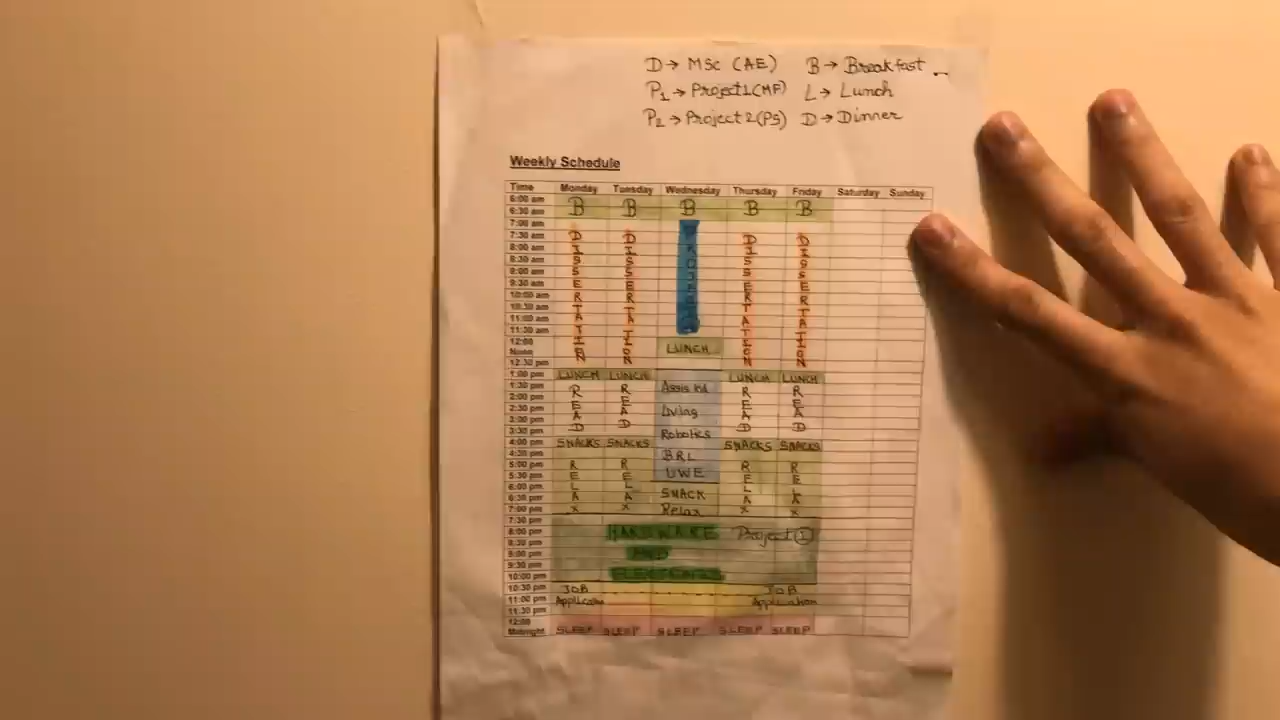 D → MSc (AE) B → Breakfast
P1 → Project1(MP) L → Lunch
P2 → Project2(PS) D → Dinner
Weekly Schedule
Time Monday Tuesday Wednesday Thursday Friday Saturday Sunday
6:00 am
6:30 am B B B B B
7:00 am
7:30 am
8:00 am
8:30 am
9:00 am
9:30 am
10:00 am
10:30 am
11:00 am
11:30 am
DISSERTATION DISSERTATION DISSERTATION DISSERTATION
12:00 Noon LUNCH
12:30 pm
1:00 pm LUNCH LUNCH LUNCH LUNCH
1:30 pm Assisted
2:00 pm
2:30 pm Living
3:00 pm
3:30 pm Robotics
READ READ READ READ
4:00 pm SNACKS SNACKS SNACKS SNACKS
4:30 pm BRL
5:00 pm
5:30 pm UWE
6:00 pm
6:30 pm SNACK
7:00 pm Relax
RELAX RELAX RELAX RELAX
7:30 pm
8:00 pm HARDWARE Project 1
8:30 pm
9:00 pm AND
9:30 pm
10:00 pm
10:30 pm JOB JOB
11:00 pm Application Application
11:30 pm
12:00 Midnight SLEEP SLEEP SLEEP SLEEP SLEEP